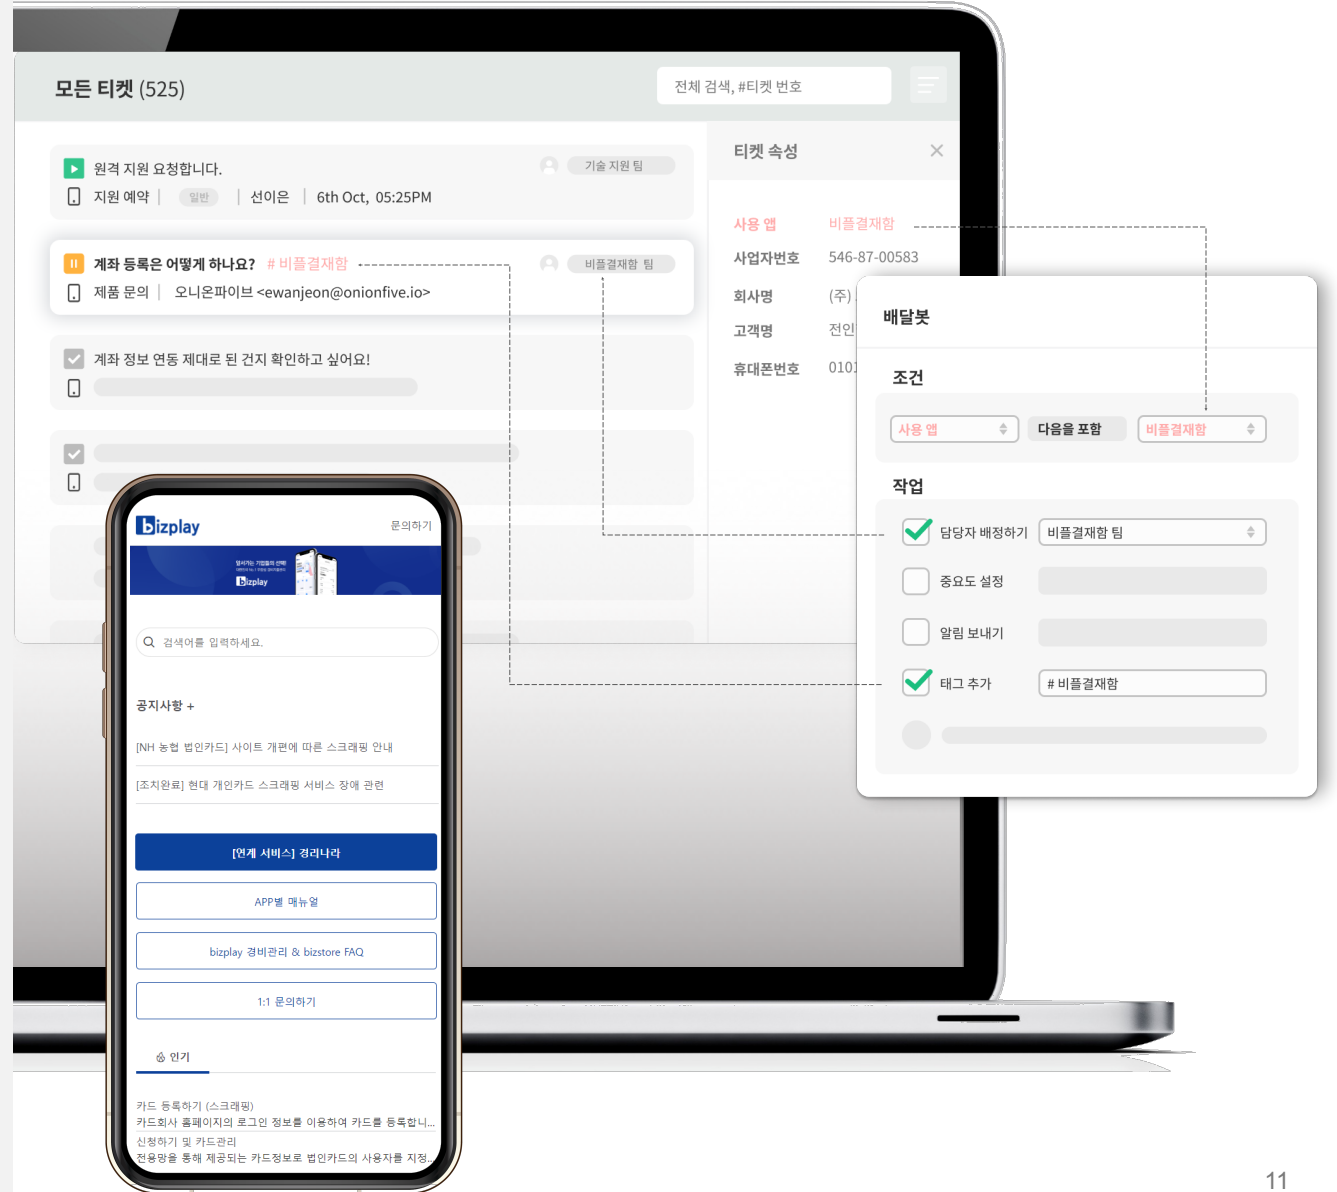 모든 티켓 (525)
전체 검색, #티켓 번호
원격 지원 요청합니다.
기술 지원 팀
지원 예약 | 일반 | 선이은 | 6th Oct, 05:25PM
계좌 등록은 어떻게 하나요? # 비플결재함
비플결재함 팀
제품 문의 | 오니온파이브 <ewanjeon@onionfive.io>
계좌 정보 연동 제대로 된 건지 확인하고 싶어요!
티켓 속성
사용 앱 비플결재함
사업자번호 546-87-00583
회사명 (주)
고객명 전인
휴대폰번호 010
배달봇
조건
사용 앱 다음을 포함 비플결재함
작업
담당자 배정하기 비플결재함 팀
중요도 설정
알림 보내기
태그 추가 # 비플결재함
bizplay 문의하기
앞서가는 기업들의 선택!
bizplay
검색어를 입력하세요.
공지사항 +
[NH 농협 법인카드] 사이트 개편에 따른 스크래핑 안내
[조치완료] 현대 개인카드 스크래핑 서비스 장애 관련
[연계 서비스] 경리나라
APP별 매뉴얼
bizplay 경비관리 & bizstore FAQ
1:1 문의하기
인기
카드 등록하기 (스크래핑)
카드회사 홈페이지의 로그인 정보를 이용하여 카드를 등록합니...
신청하기 및 카드관리
전용망을 통해 제공되는 카드정보로 법인카드의 사용자를 지정...
11